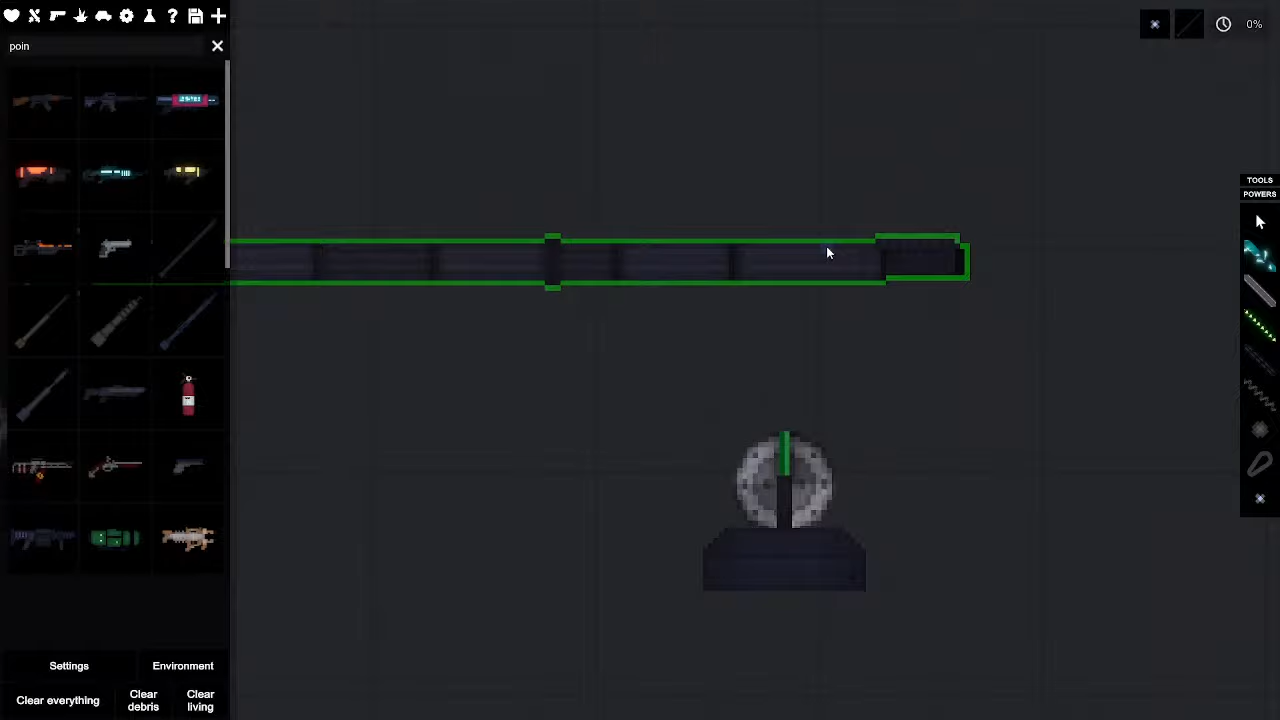 poin
0%
TOOLS
POWERS
Settings
Environment
Clear everything
Clear
debris
Clear
living